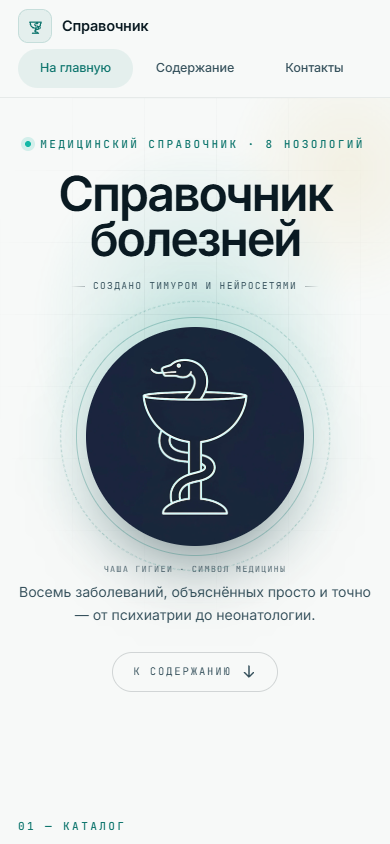 Справочник
На главную Содержание Контакты
МЕДИЦИНСКИЙ СПРАВОЧНИК · 8 НОЗОЛОГИЙ
Справочник
болезней
СОЗДАНО ТИМУРОМ И НЕЙРОСЕТЯМИ
ЧАША ГИГИЕИ · СИМВОЛ МЕДИЦИНЫ
Восемь заболеваний, объяснённых просто и точно
— от психиатрии до неонатологии.
К СОДЕРЖАНИЮ ↓
01 — КАТАЛОГ